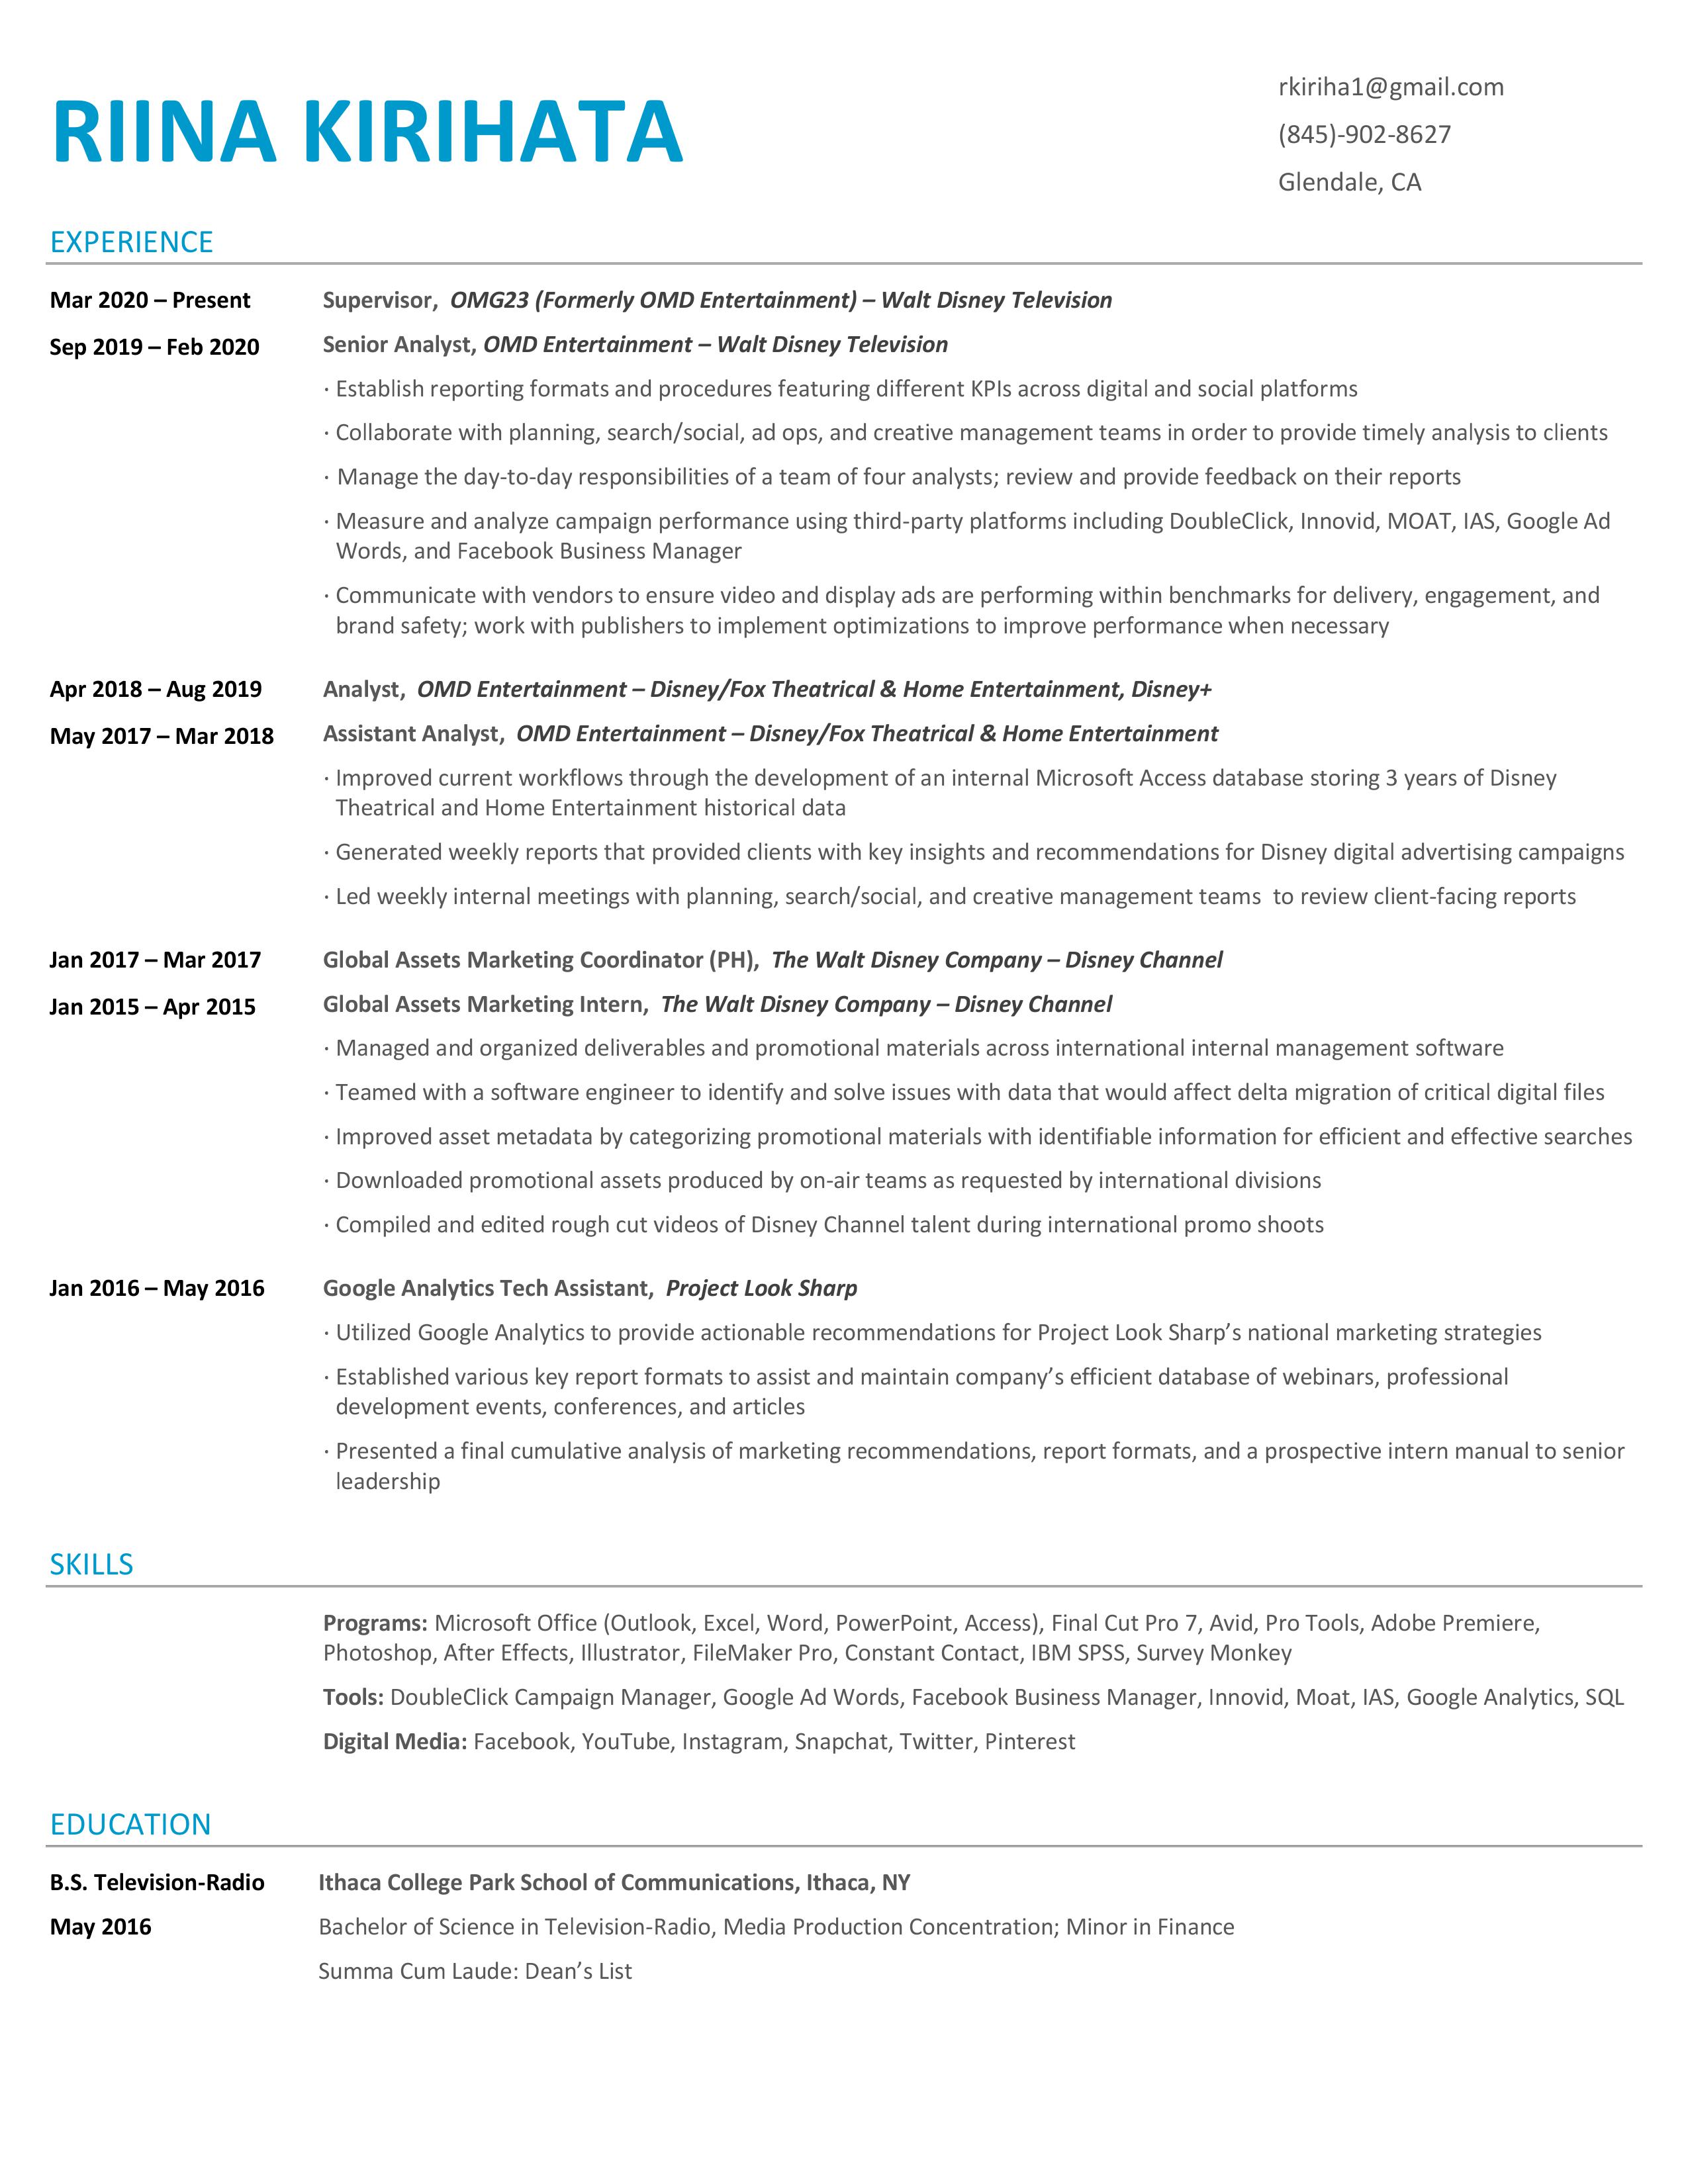 RIINA KIRIHATA
rkiriha1@gmail.com
(845)-902-8627
Glendale, CA
EXPERIENCE
Mar 2020 – Present Supervisor, OMG23 (Formerly OMD Entertainment) – Walt Disney Television
Sep 2019 – Feb 2020 Senior Analyst, OMD Entertainment – Walt Disney Television
· Establish reporting formats and procedures featuring different KPIs across digital and social platforms
· Collaborate with planning, search/social, ad ops, and creative management teams in order to provide timely analysis to clients
· Manage the day-to-day responsibilities of a team of four analysts; review and provide feedback on their reports
· Measure and analyze campaign performance using third-party platforms including DoubleClick, Innovid, MOAT, IAS, Google Ad
Words, and Facebook Business Manager
· Communicate with vendors to ensure video and display ads are performing within benchmarks for delivery, engagement, and
brand safety; work with publishers to implement optimizations to improve performance when necessary
Apr 2018 – Aug 2019 Analyst, OMD Entertainment – Disney/Fox Theatrical & Home Entertainment, Disney+
May 2017 – Mar 2018 Assistant Analyst, OMD Entertainment – Disney/Fox Theatrical & Home Entertainment
· Improved current workflows through the development of an internal Microsoft Access database storing 3 years of Disney
Theatrical and Home Entertainment historical data
· Generated weekly reports that provided clients with key insights and recommendations for Disney digital advertising campaigns
· Led weekly internal meetings with planning, search/social, and creative management teams to review client-facing reports
Jan 2017 – Mar 2017 Global Assets Marketing Coordinator (PH), The Walt Disney Company – Disney Channel
Jan 2015 – Apr 2015 Global Assets Marketing Intern, The Walt Disney Company – Disney Channel
· Managed and organized deliverables and promotional materials across international internal management software
· Teamed with a software engineer to identify and solve issues with data that would affect delta migration of critical digital files
· Improved asset metadata by categorizing promotional materials with identifiable information for efficient and effective searches
· Downloaded promotional assets produced by on-air teams as requested by international divisions
· Compiled and edited rough cut videos of Disney Channel talent during international promo shoots
Jan 2016 – May 2016 Google Analytics Tech Assistant, Project Look Sharp
· Utilized Google Analytics to provide actionable recommendations for Project Look Sharp’s national marketing strategies
· Established various key report formats to assist and maintain company’s efficient database of webinars, professional
development events, conferences, and articles
· Presented a final cumulative analysis of marketing recommendations, report formats, and a prospective intern manual to senior
leadership
SKILLS
Programs: Microsoft Office (Outlook, Excel, Word, PowerPoint, Access), Final Cut Pro 7, Avid, Pro Tools, Adobe Premiere,
Photoshop, After Effects, Illustrator, FileMaker Pro, Constant Contact, IBM SPSS, Survey Monkey
Tools: DoubleClick Campaign Manager, Google Ad Words, Facebook Business Manager, Innovid, Moat, IAS, Google Analytics, SQL
Digital Media: Facebook, YouTube, Instagram, Snapchat, Twitter, Pinterest
EDUCATION
B.S. Television-Radio Ithaca College Park School of Communications, Ithaca, NY
May 2016 Bachelor of Science in Television-Radio, Media Production Concentration; Minor in Finance
Summa Cum Laude: Dean’s List